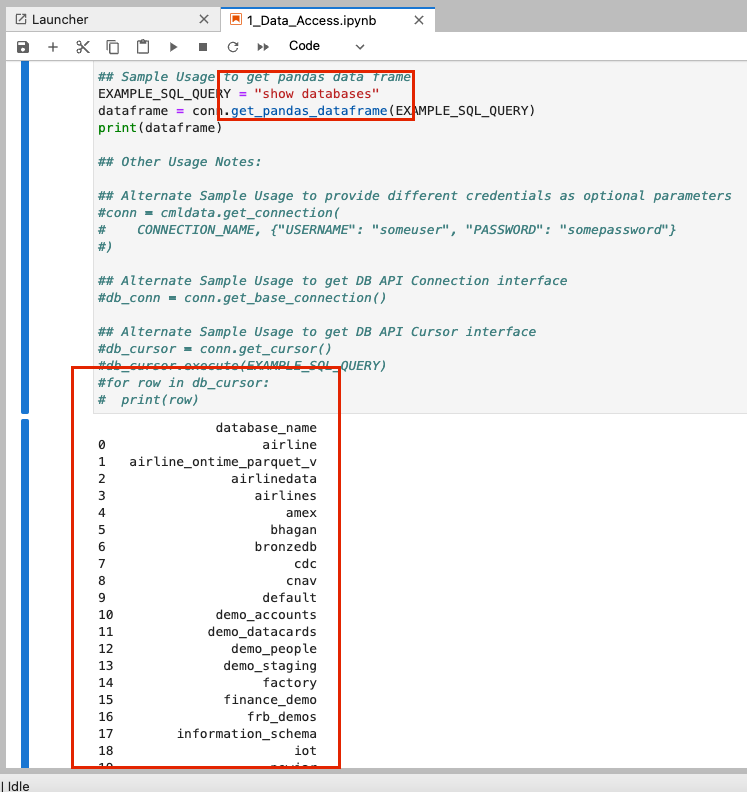 Launcher
1_Data_Access.ipynb
Code
## Sample Usage to get pandas data frame
EXAMPLE_SQL_QUERY = "show databases"
dataframe = conn.get_pandas_dataframe(EXAMPLE_SQL_QUERY)
print(dataframe)
## Other Usage Notes:
## Alternate Sample Usage to provide different credentials as optional parameters
#conn = cmldata.get_connection(
#    CONNECTION_NAME, {"USERNAME": "someuser", "PASSWORD": "somepassword"}
#)
## Alternate Sample Usage to get DB API Connection interface
#db_conn = conn.get_base_connection()
## Alternate Sample Usage to get DB API Cursor interface
#db_cursor = conn.get_cursor()
#db_cursor.execute(EXAMPLE_SQL_QUERY)
#for row in db_cursor:
#  print(row)
database_name
0 airline
1 airline_ontime_parquet_v
2 airlinedata
3 airlines
4 amex
5 bhagan
6 bronzedb
7 cdc
8 cnav
9 default
10 demo_accounts
11 demo_datacards
12 demo_people
13 demo_staging
14 factory
15 finance_demo
16 frb_demos
17 information_schema
18 iot
19
| Idle